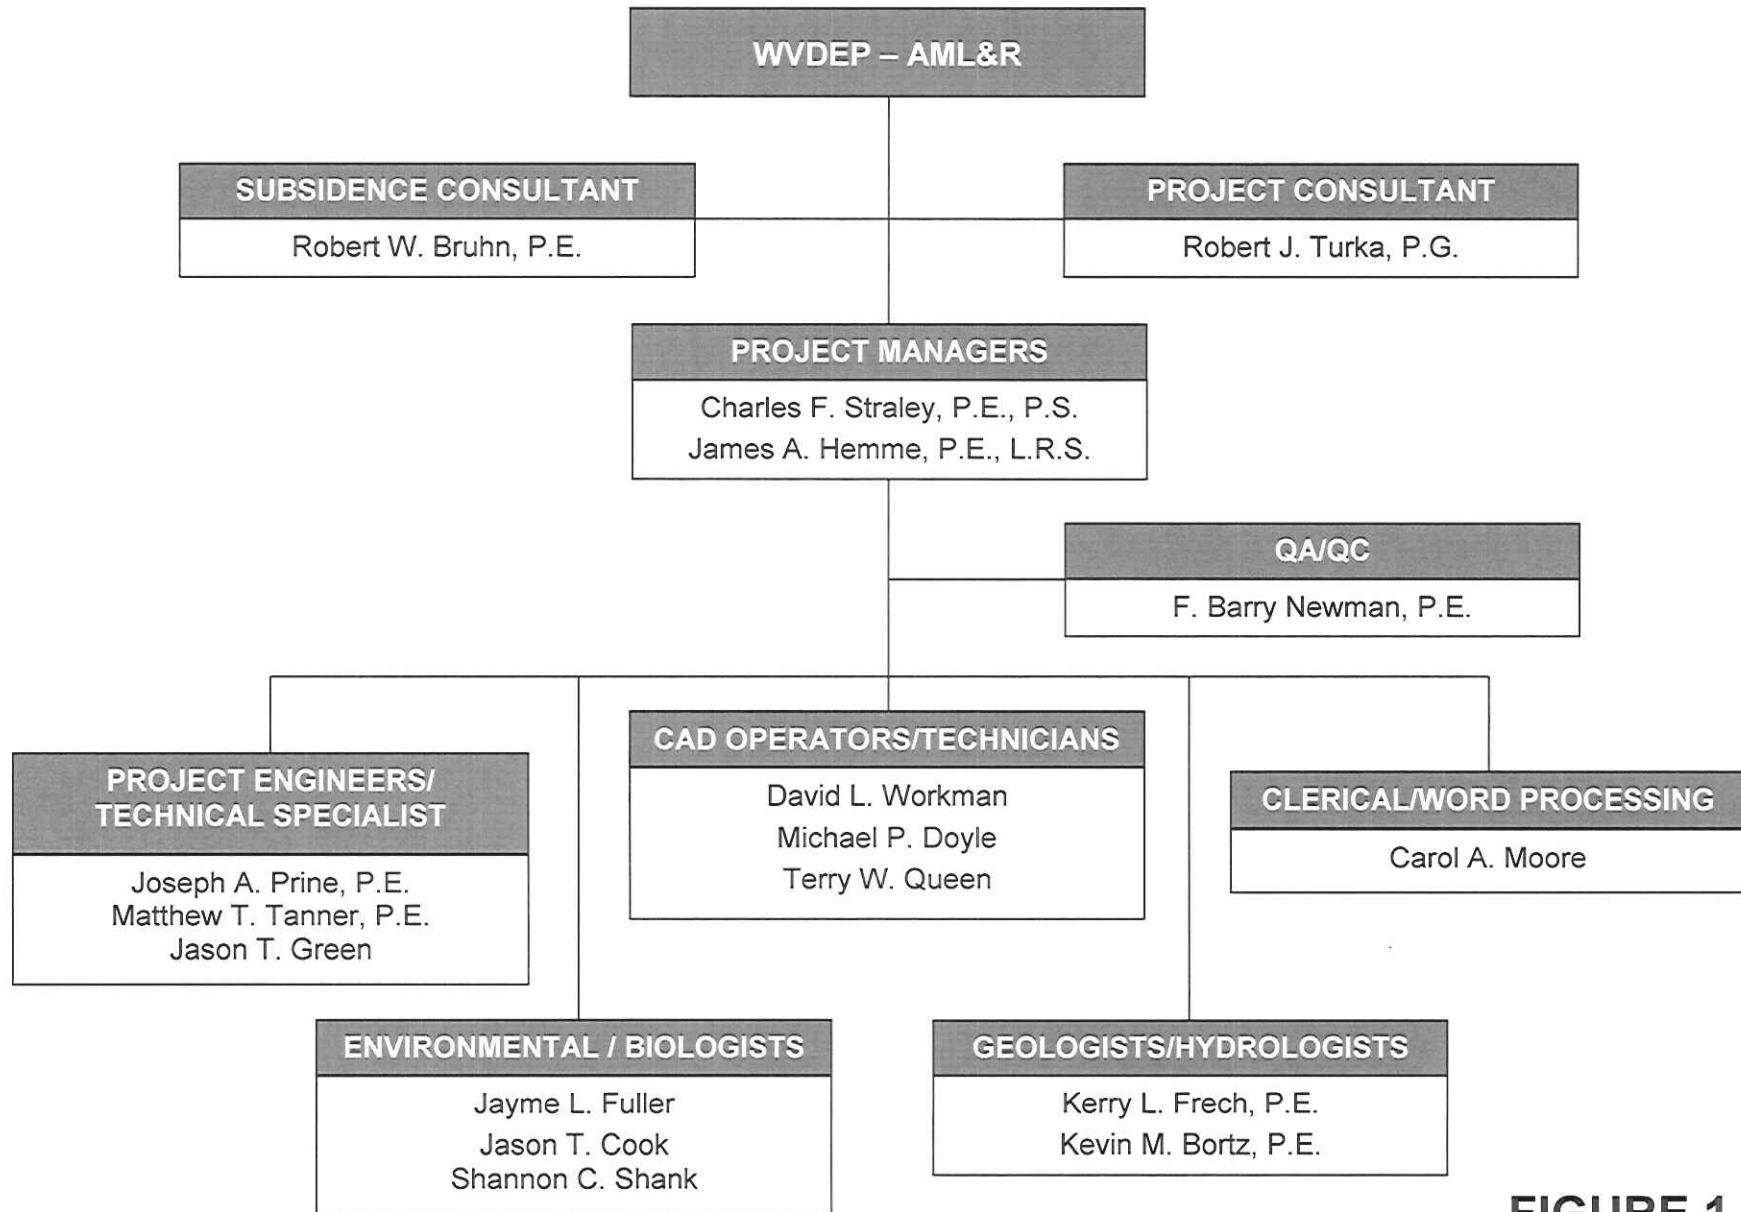 WVDEP – AML&R
SUBSIDENCE CONSULTANT
Robert W. Bruhn, P.E.
PROJECT CONSULTANT
Robert J. Turka, P.G.
PROJECT MANAGERS
Charles F. Straley, P.E., P.S.
James A. Hemme, P.E., L.R.S.
QA/QC
F. Barry Newman, P.E.
PROJECT ENGINEERS/
TECHNICAL SPECIALIST
Joseph A. Prine, P.E.
Matthew T. Tanner, P.E.
Jason T. Green
CAD OPERATORS/TECHNICIANS
David L. Workman
Michael P. Doyle
Terry W. Queen
CLERICAL/WORD PROCESSING
Carol A. Moore
ENVIRONMENTAL / BIOLOGISTS
Jayme L. Fuller
Jason T. Cook
Shannon C. Shank
GEOLOGISTS/HYDROLOGISTS
Kerry L. Frech, P.E.
Kevin M. Bortz, P.E.
FIGURE 1